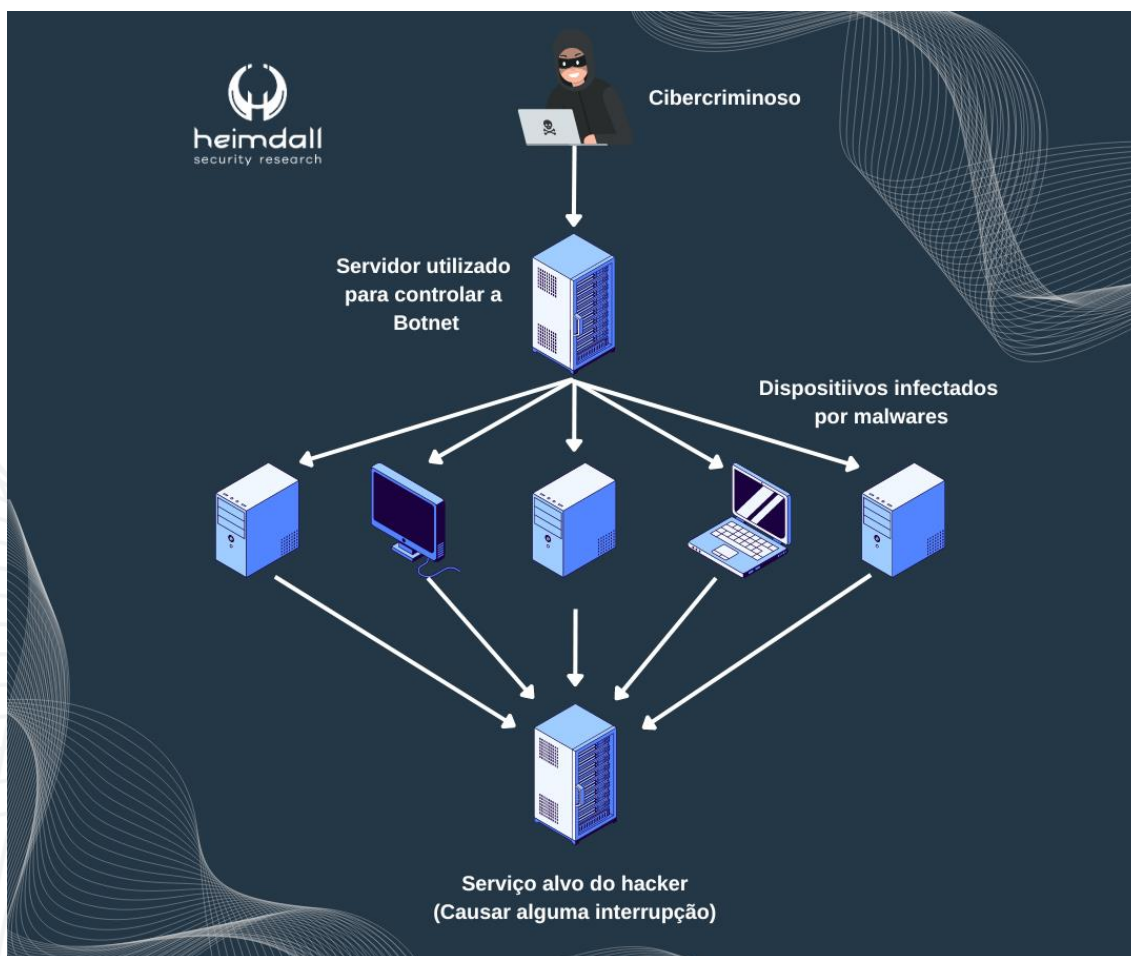 heimdall
security research
Cibercriminoso
Servidor utilizado
para controlar a
Botnet
Dispositiivos infectados
por malwares
Serviço alvo do hacker
(Causar alguma interrupção)